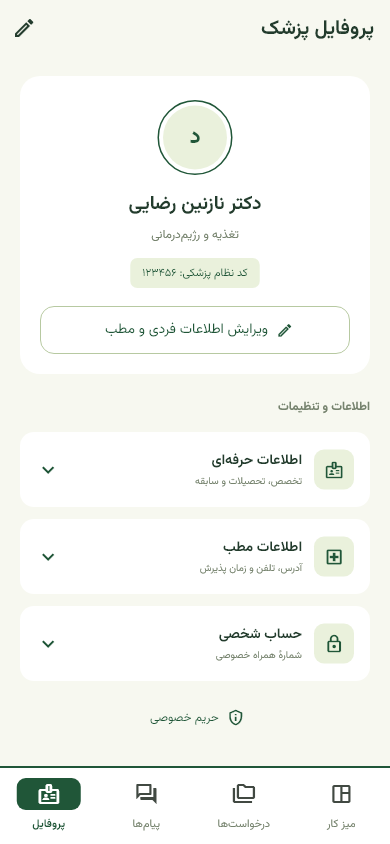 پروفایل پزشک
د
دکتر نازنین رضایی
تغذیه و رژیم‌درمانی
کد نظام پزشکی: ۱۲۳۴۵۶
ویرایش اطلاعات فردی و مطب
اطلاعات و تنظیمات
اطلاعات حرفه‌ای
تخصص، تحصیلات و سابقه
اطلاعات مطب
آدرس، تلفن و زمان پذیرش
حساب شخصی
شمارهٔ همراه خصوصی
حریم خصوصی
میز کار
درخواست‌ها
پیام‌ها
پروفایل